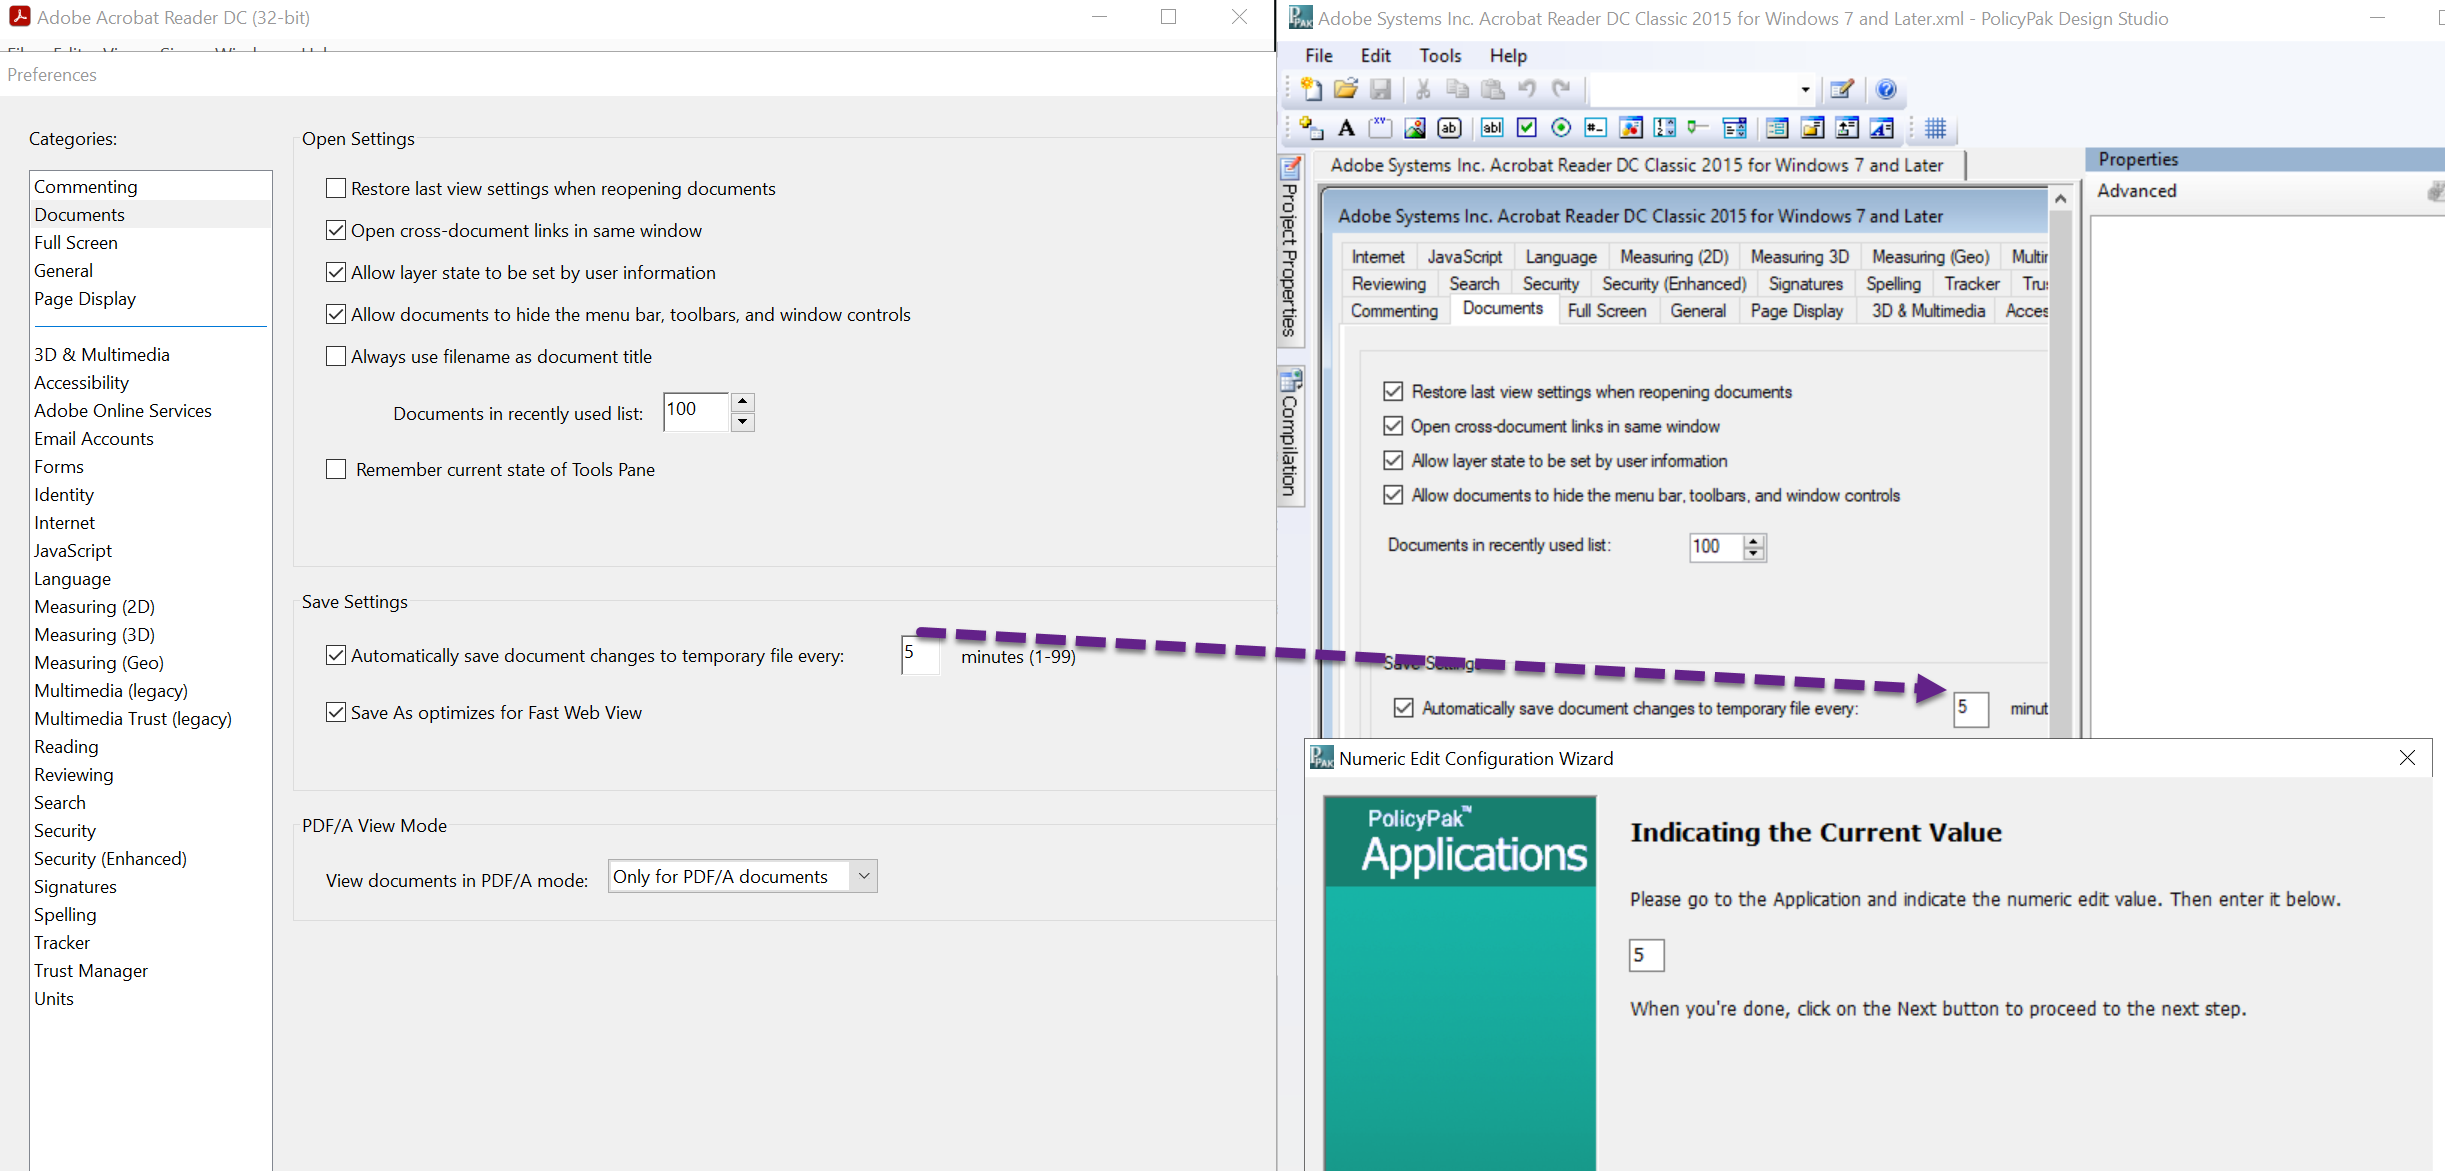 Adobe Acrobat Reader DC (32-bit)
Preferences
Categories:
Commenting
Documents
Full Screen
General
Page Display
3D & Multimedia
Accessibility
Adobe Online Services
Email Accounts
Forms
Identity
Internet
JavaScript
Language
Measuring (2D)
Measuring (3D)
Measuring (Geo)
Multimedia (legacy)
Multimedia Trust (legacy)
Reading
Reviewing
Search
Security
Security (Enhanced)
Signatures
Spelling
Tracker
Trust Manager
Units
Open Settings
Restore last view settings when reopening documents
Open cross-document links in same window
Allow layer state to be set by user information
Allow documents to hide the menu bar, toolbars, and window controls
Always use filename as document title
Documents in recently used list: 100
Remember current state of Tools Pane
Save Settings
Automatically save document changes to temporary file every: 5 minutes (1-99)
Save As optimizes for Fast Web View
PDF/A View Mode
View documents in PDF/A mode: Only for PDF/A documents
Adobe Systems Inc. Acrobat Reader DC Classic 2015 for Windows 7 and Later.xml - PolicyPak Design Studio
File Edit Tools Help
Project Properties
Compilation
Adobe Systems Inc. Acrobat Reader DC Classic 2015 for Windows 7 and Later
Properties
Advanced
Adobe Systems Inc. Acrobat Reader DC Classic 2015 for Windows 7 and Later
Internet JavaScript Language Measuring (2D) Measuring 3D Measuring (Geo)
Reviewing Search Security Security (Enhanced) Signatures Spelling Tracker
Commenting Documents Full Screen General Page Display 3D & Multimedia
Restore last view settings when reopening documents
Open cross-document links in same window
Allow layer state to be set by user information
Allow documents to hide the menu bar, toolbars, and window controls
Documents in recently used list: 100
Save Settings
Automatically save document changes to temporary file every: 5 minut
Numeric Edit Configuration Wizard
PolicyPak™
Applications
Indicating the Current Value
Please go to the Application and indicate the numeric edit value. Then enter it below.
5
When you're done, click on the Next button to proceed to the next step.